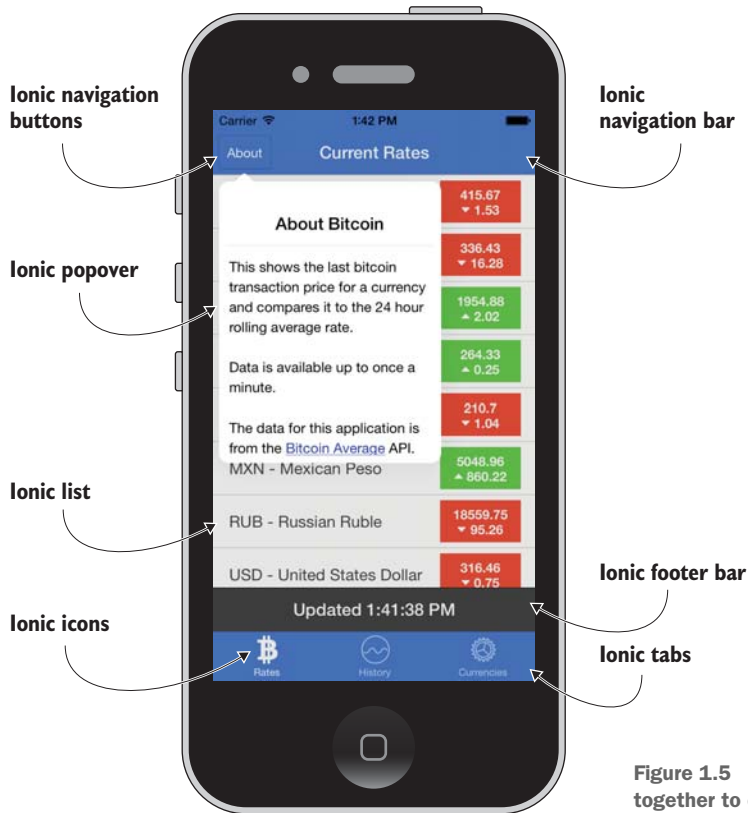 Ionic navigation
buttons
Ionic
navigation bar
Carrier
1:42 PM
About
Current Rates
415.67
▼ 1.53
About Bitcoin
336.43
▼ 16.28
Ionic popover
This shows the last bitcoin
transaction price for a currency
and compares it to the 24 hour
rolling average rate.
1954.88
▲ 2.02
264.33
▲ 0.25
Data is available up to once a
minute.
210.7
▼ 1.04
The data for this application is
from the Bitcoin Average API.
MXN - Mexican Peso
5048.96
▲ 860.22
Ionic list
RUB - Russian Ruble
18559.75
▼ 95.26
USD - United States Dollar
316.46
▼ 0.75
Ionic footer bar
Updated 1:41:38 PM
Ionic icons
Ionic tabs
Rates
History
Currencies
Figure 1.5
together to